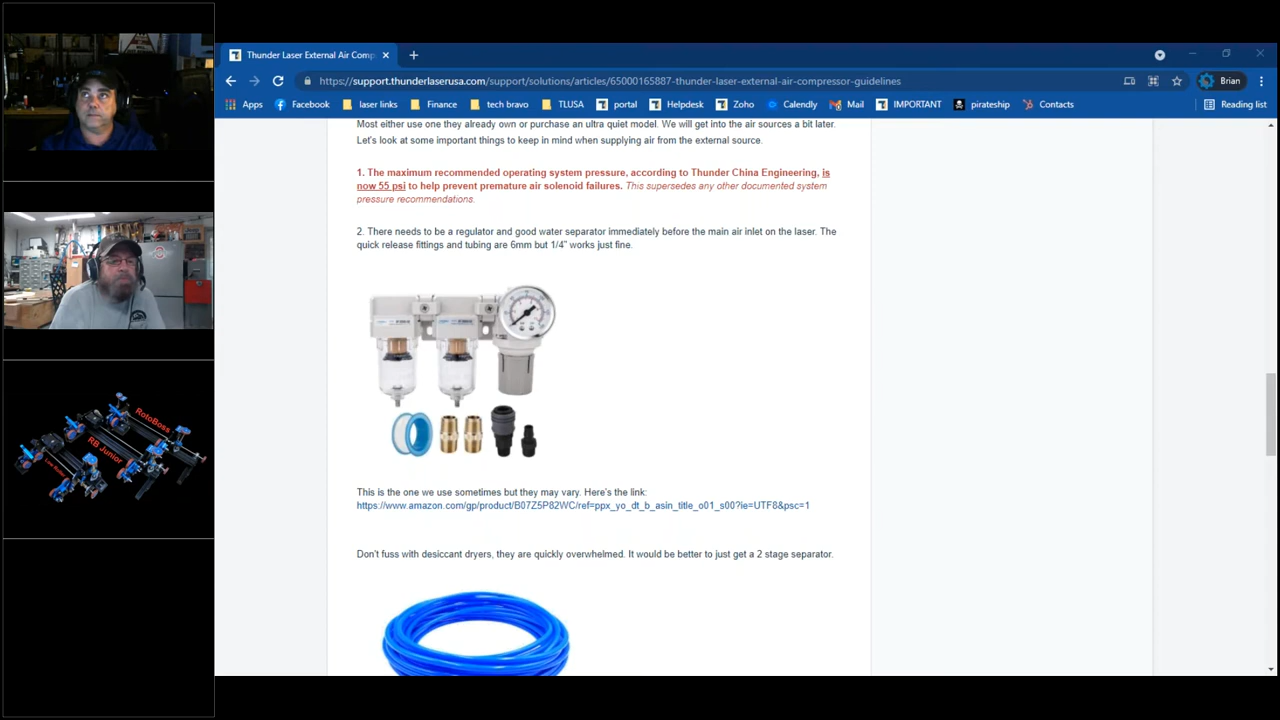 Thunder Laser External Air Comp
https://support.thunderlaserusa.com/support/solutions/articles/65000165887-thunder-laser-external-air-compressor-guidelines
Brian
Apps Facebook laser links Finance tech bravo TLUSA portal Helpdesk Zoho Calendly Mail IMPORTANT pirateship Contacts Reading list
Most either use one they already own or purchase an ultra quiet model. We will get into the air sources a bit later.
Let's look at some important things to keep in mind when supplying air from the external source.
1. The maximum recommended operating system pressure, according to Thunder China Engineering, is
now 55 psi to help prevent premature air solenoid failures. This supersedes any other documented system
pressure recommendations.
2. There needs to be a regulator and good water separator immediately before the main air inlet on the laser. The
quick release fittings and tubing are 6mm but 1/4" works just fine.
This is the one we use sometimes but they may vary. Here's the link:
https://www.amazon.com/gp/product/B07Z5P82WC/ref=ppx_yo_dt_b_asin_title_o01_s00?ie=UTF8&psc=1
Don't fuss with desiccant dryers, they are quickly overwhelmed. It would be better to just get a 2 stage separator.
RotoBoss
RB Junior